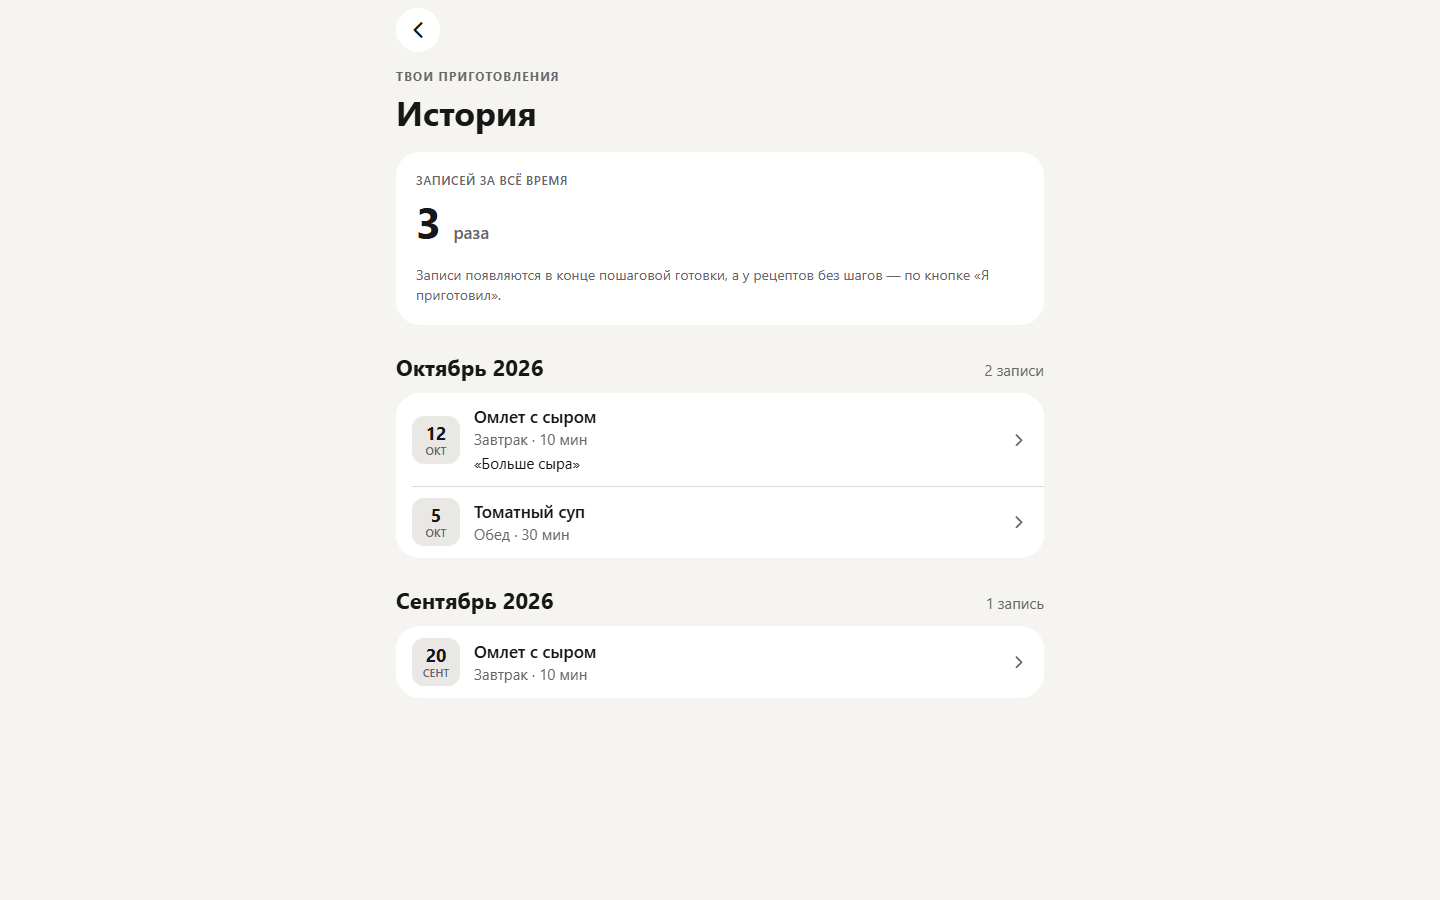 ТВОИ ПРИГОТОВЛЕНИЯ
История
ЗАПИСЕЙ ЗА ВСЁ ВРЕМЯ
3 раза
Записи появляются в конце пошаговой готовки, а у рецептов без шагов — по кнопке «Я
приготовил».
Октябрь 2026
2 записи
12
ОКТ
Омлет с сыром
Завтрак · 10 мин
«Больше сыра»
5
ОКТ
Томатный суп
Обед · 30 мин
Сентябрь 2026
1 запись
20
СЕНТ
Омлет с сыром
Завтрак · 10 мин